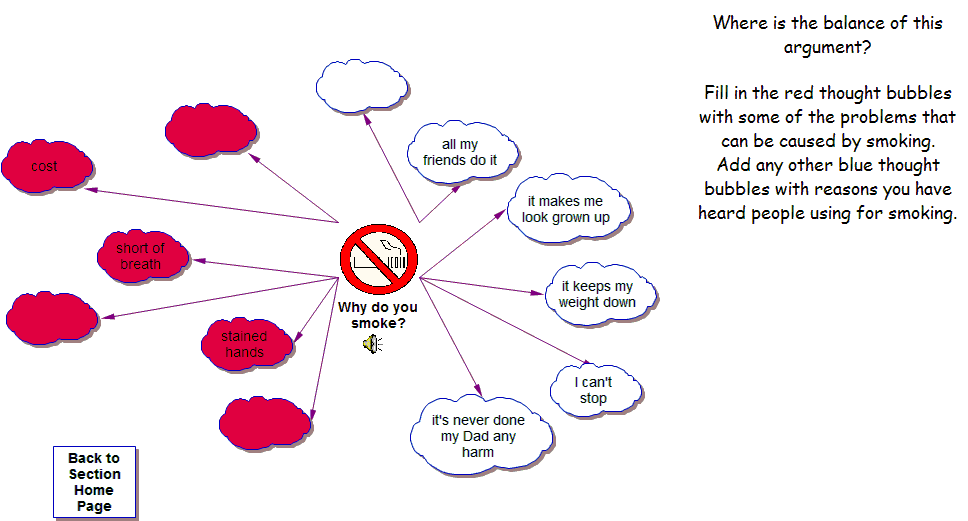 Where is the balance of this
argument?
Fill in the red thought bubbles
with some of the problems that
can be caused by smoking.
Add any other blue thought
bubbles with reasons you have
heard people using for smoking.
cost
short of
breath
stained
hands
Why do you
smoke?
all my
friends do it
it makes me
look grown up
it keeps my
weight down
I can't
stop
it's never done
my Dad any
harm
Back to
Section
Home
Page